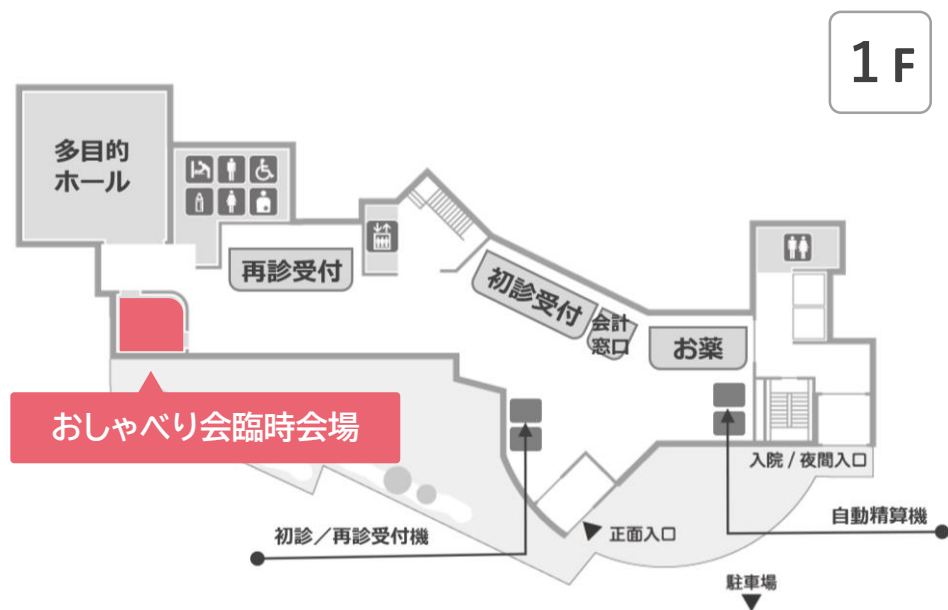 1F
多目的
ホール
再診受付
初診受付
会計
窓口
お薬
おしゃべり会臨時会場
入院 / 夜間入口
初診／再診受付機
正面入口
自動精算機
駐車場